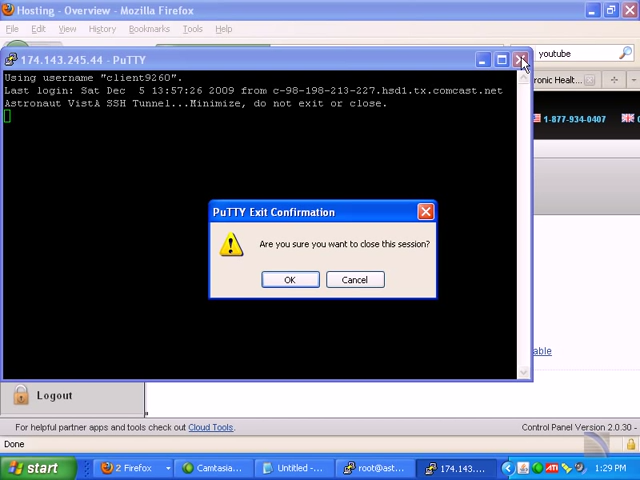 Hosting - Overview - Mozilla Firefox
File Edit View History Bookmarks Tools Help
174.143.245.44 - PuTTY
youtube
Using username "client9260".
Last login: Sat Dec 5 13:57:26 2009 from c-98-198-213-227.hsd1.tx.comcast.net
Astronaut VistA SSH Tunnel...Minimize, do not exit or close.
ronic Healt...
1-877-934-0407
PuTTY Exit Confirmation
Are you sure you want to close this session?
OK Cancel
able
Logout
For helpful partner apps and tools check out Cloud Tools.
Control Panel Version 2.0.30 -
Done
start
2 Firefox
Camtasia...
Untitled -...
root@ast...
174.143....
ATI
1:29 PM